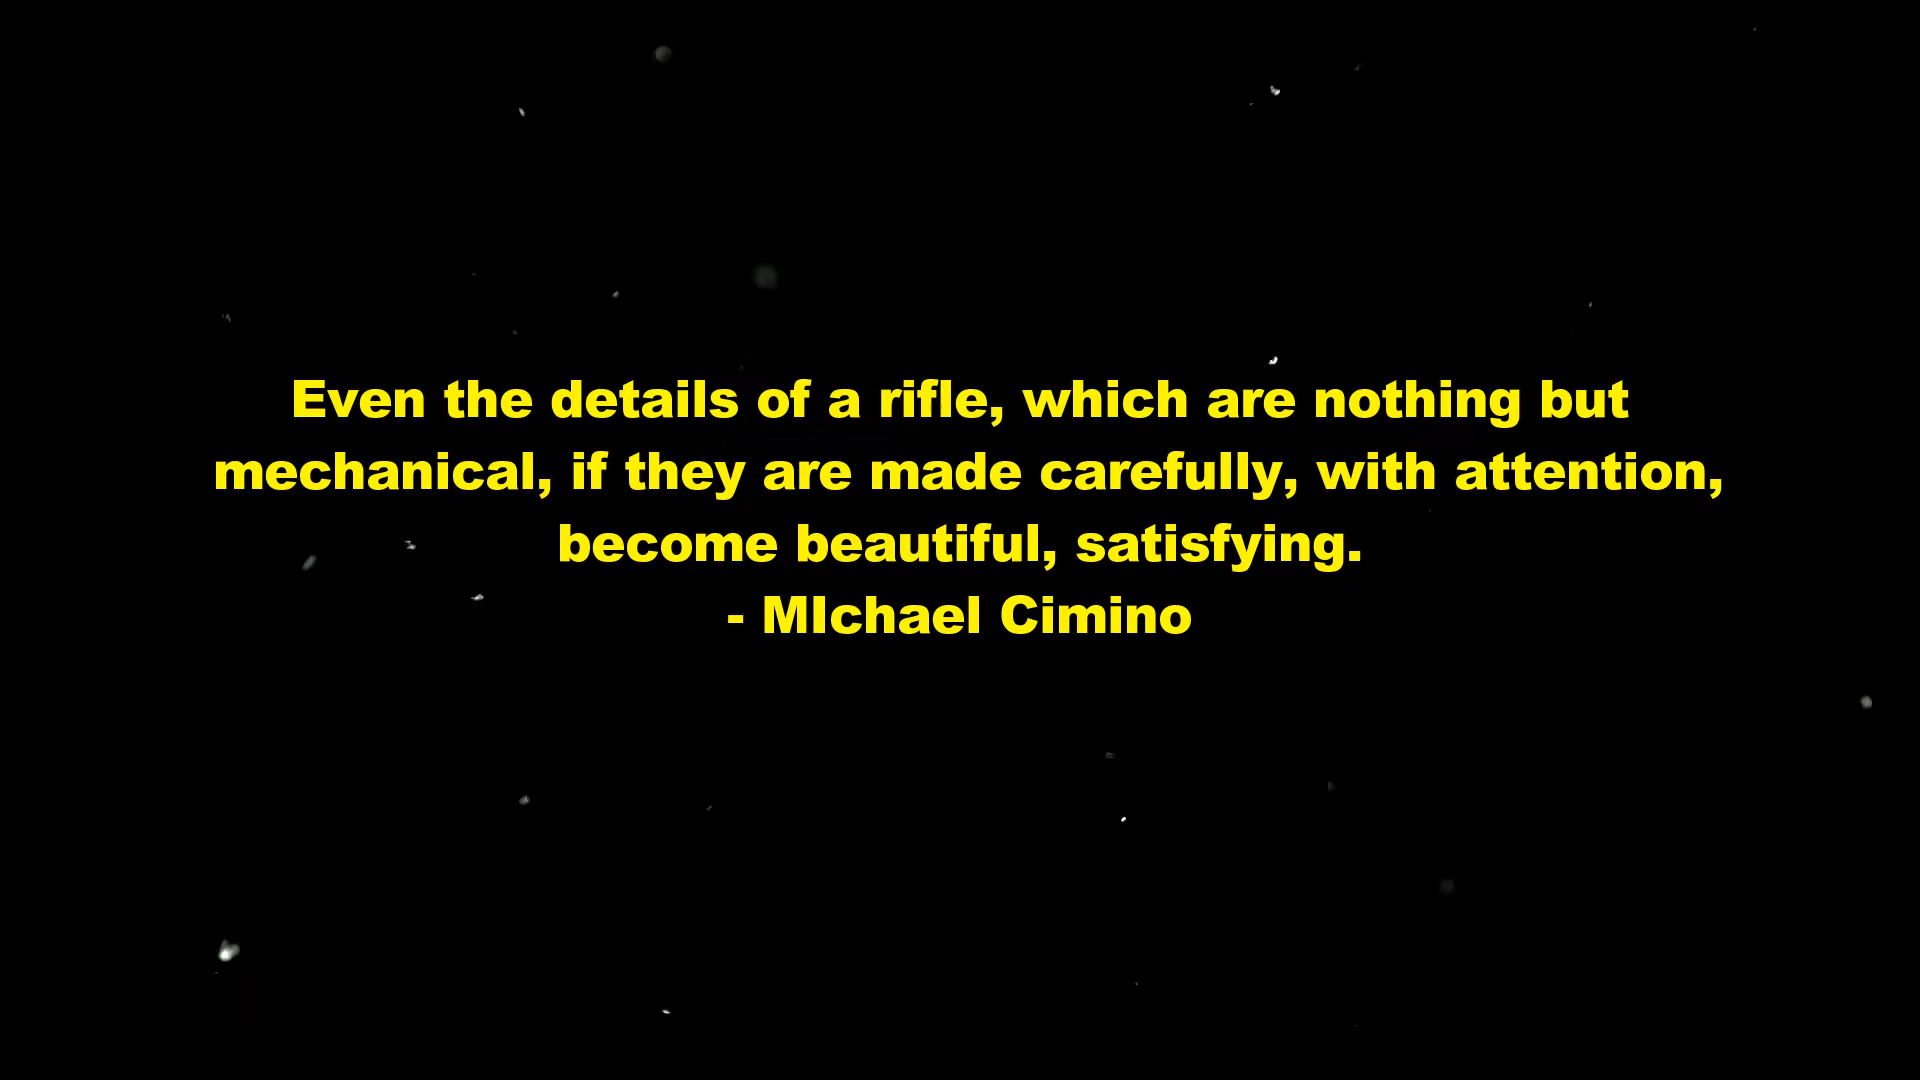 Even the details of a rifle, which are nothing but
mechanical, if they are made carefully, with attention,
become beautiful, satisfying.
- MIchael Cimino